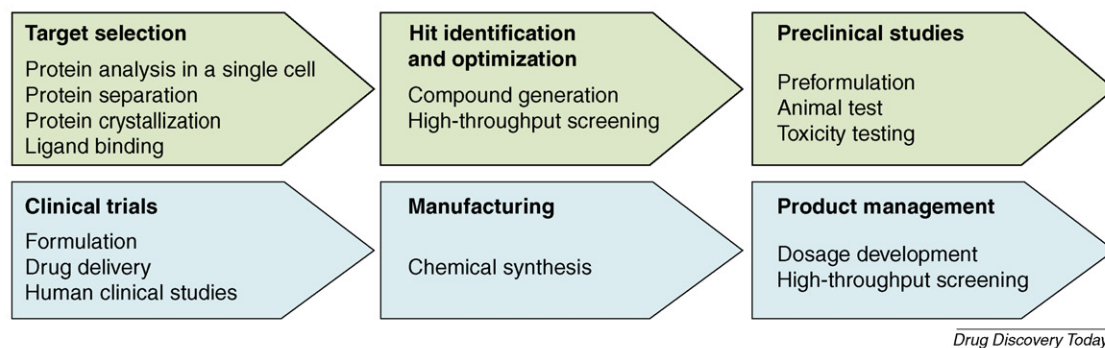 Target selection
Protein analysis in a single cell
Protein separation
Protein crystallization
Ligand binding
Hit identification
and optimization
Compound generation
High-throughput screening
Preclinical studies
Preformulation
Animal test
Toxicity testing
Clinical trials
Formulation
Drug delivery
Human clinical studies
Manufacturing
Chemical synthesis
Product management
Dosage development
High-throughput screening
Drug Discovery Today